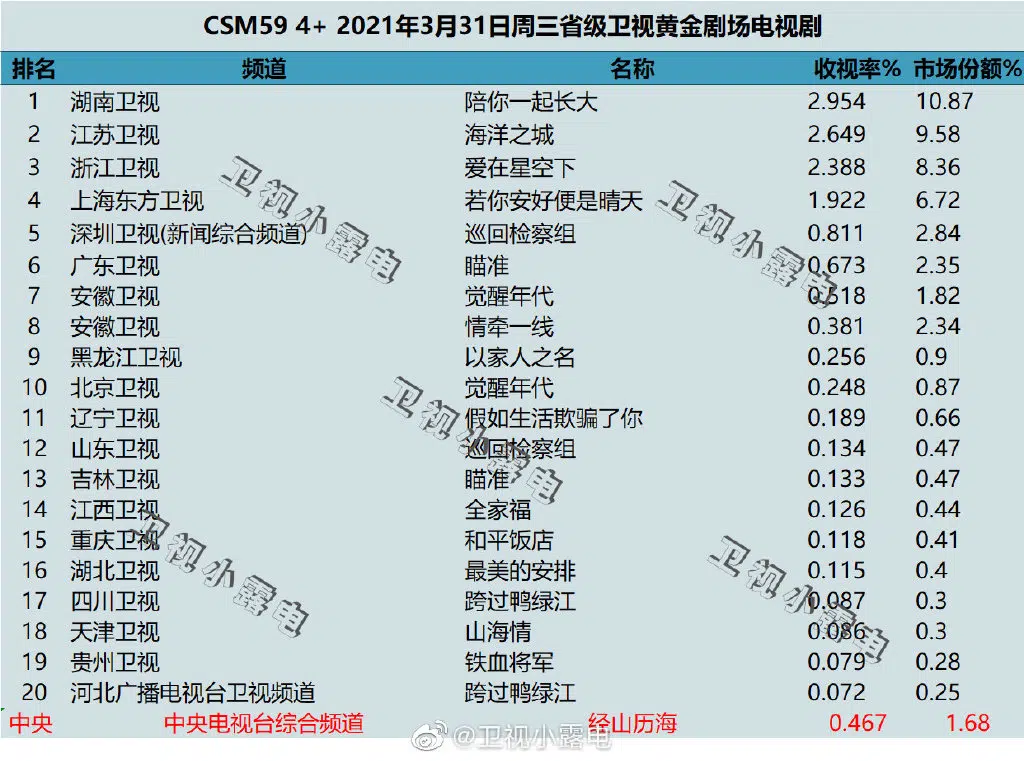 CSM59 4+ 2021年3月31日周三省级卫视黄金剧场电视剧
排名 频道 名称 收视率% 市场份额%
1 湖南卫视 陪你一起长大 2.954 10.87
2 江苏卫视 海洋之城 2.649 9.58
3 浙江卫视 爱在星空下 2.388 8.36
4 上海东方卫视 若你安好便是晴天 1.922 6.72
5 深圳卫视(新闻综合频道) 巡回检察组 0.811 2.84
6 广东卫视 瞄准 0.673 2.35
7 安徽卫视 觉醒年代 0.518 1.82
8 安徽卫视 情牵一线 0.381 2.34
9 黑龙江卫视 以家人之名 0.256 0.9
10 北京卫视 觉醒年代 0.248 0.87
11 辽宁卫视 假如生活欺骗了你 0.189 0.66
12 山东卫视 巡回检察组 0.134 0.47
13 吉林卫视 瞄准 0.133 0.47
14 江西卫视 全家福 0.126 0.44
15 重庆卫视 和平饭店 0.118 0.41
16 湖北卫视 最美的安排 0.115 0.4
17 四川卫视 跨过鸭绿江 0.087 0.3
18 天津卫视 山海情 0.086 0.3
19 贵州卫视 铁血将军 0.079 0.28
20 河北广播电视台卫视频道 跨过鸭绿江 0.072 0.25
中央 中央电视台综合频道 经山历海 0.467 1.68
卫视小露电
卫视小露电
卫视小露电
卫视小露电
卫视小露电
@卫视小露电